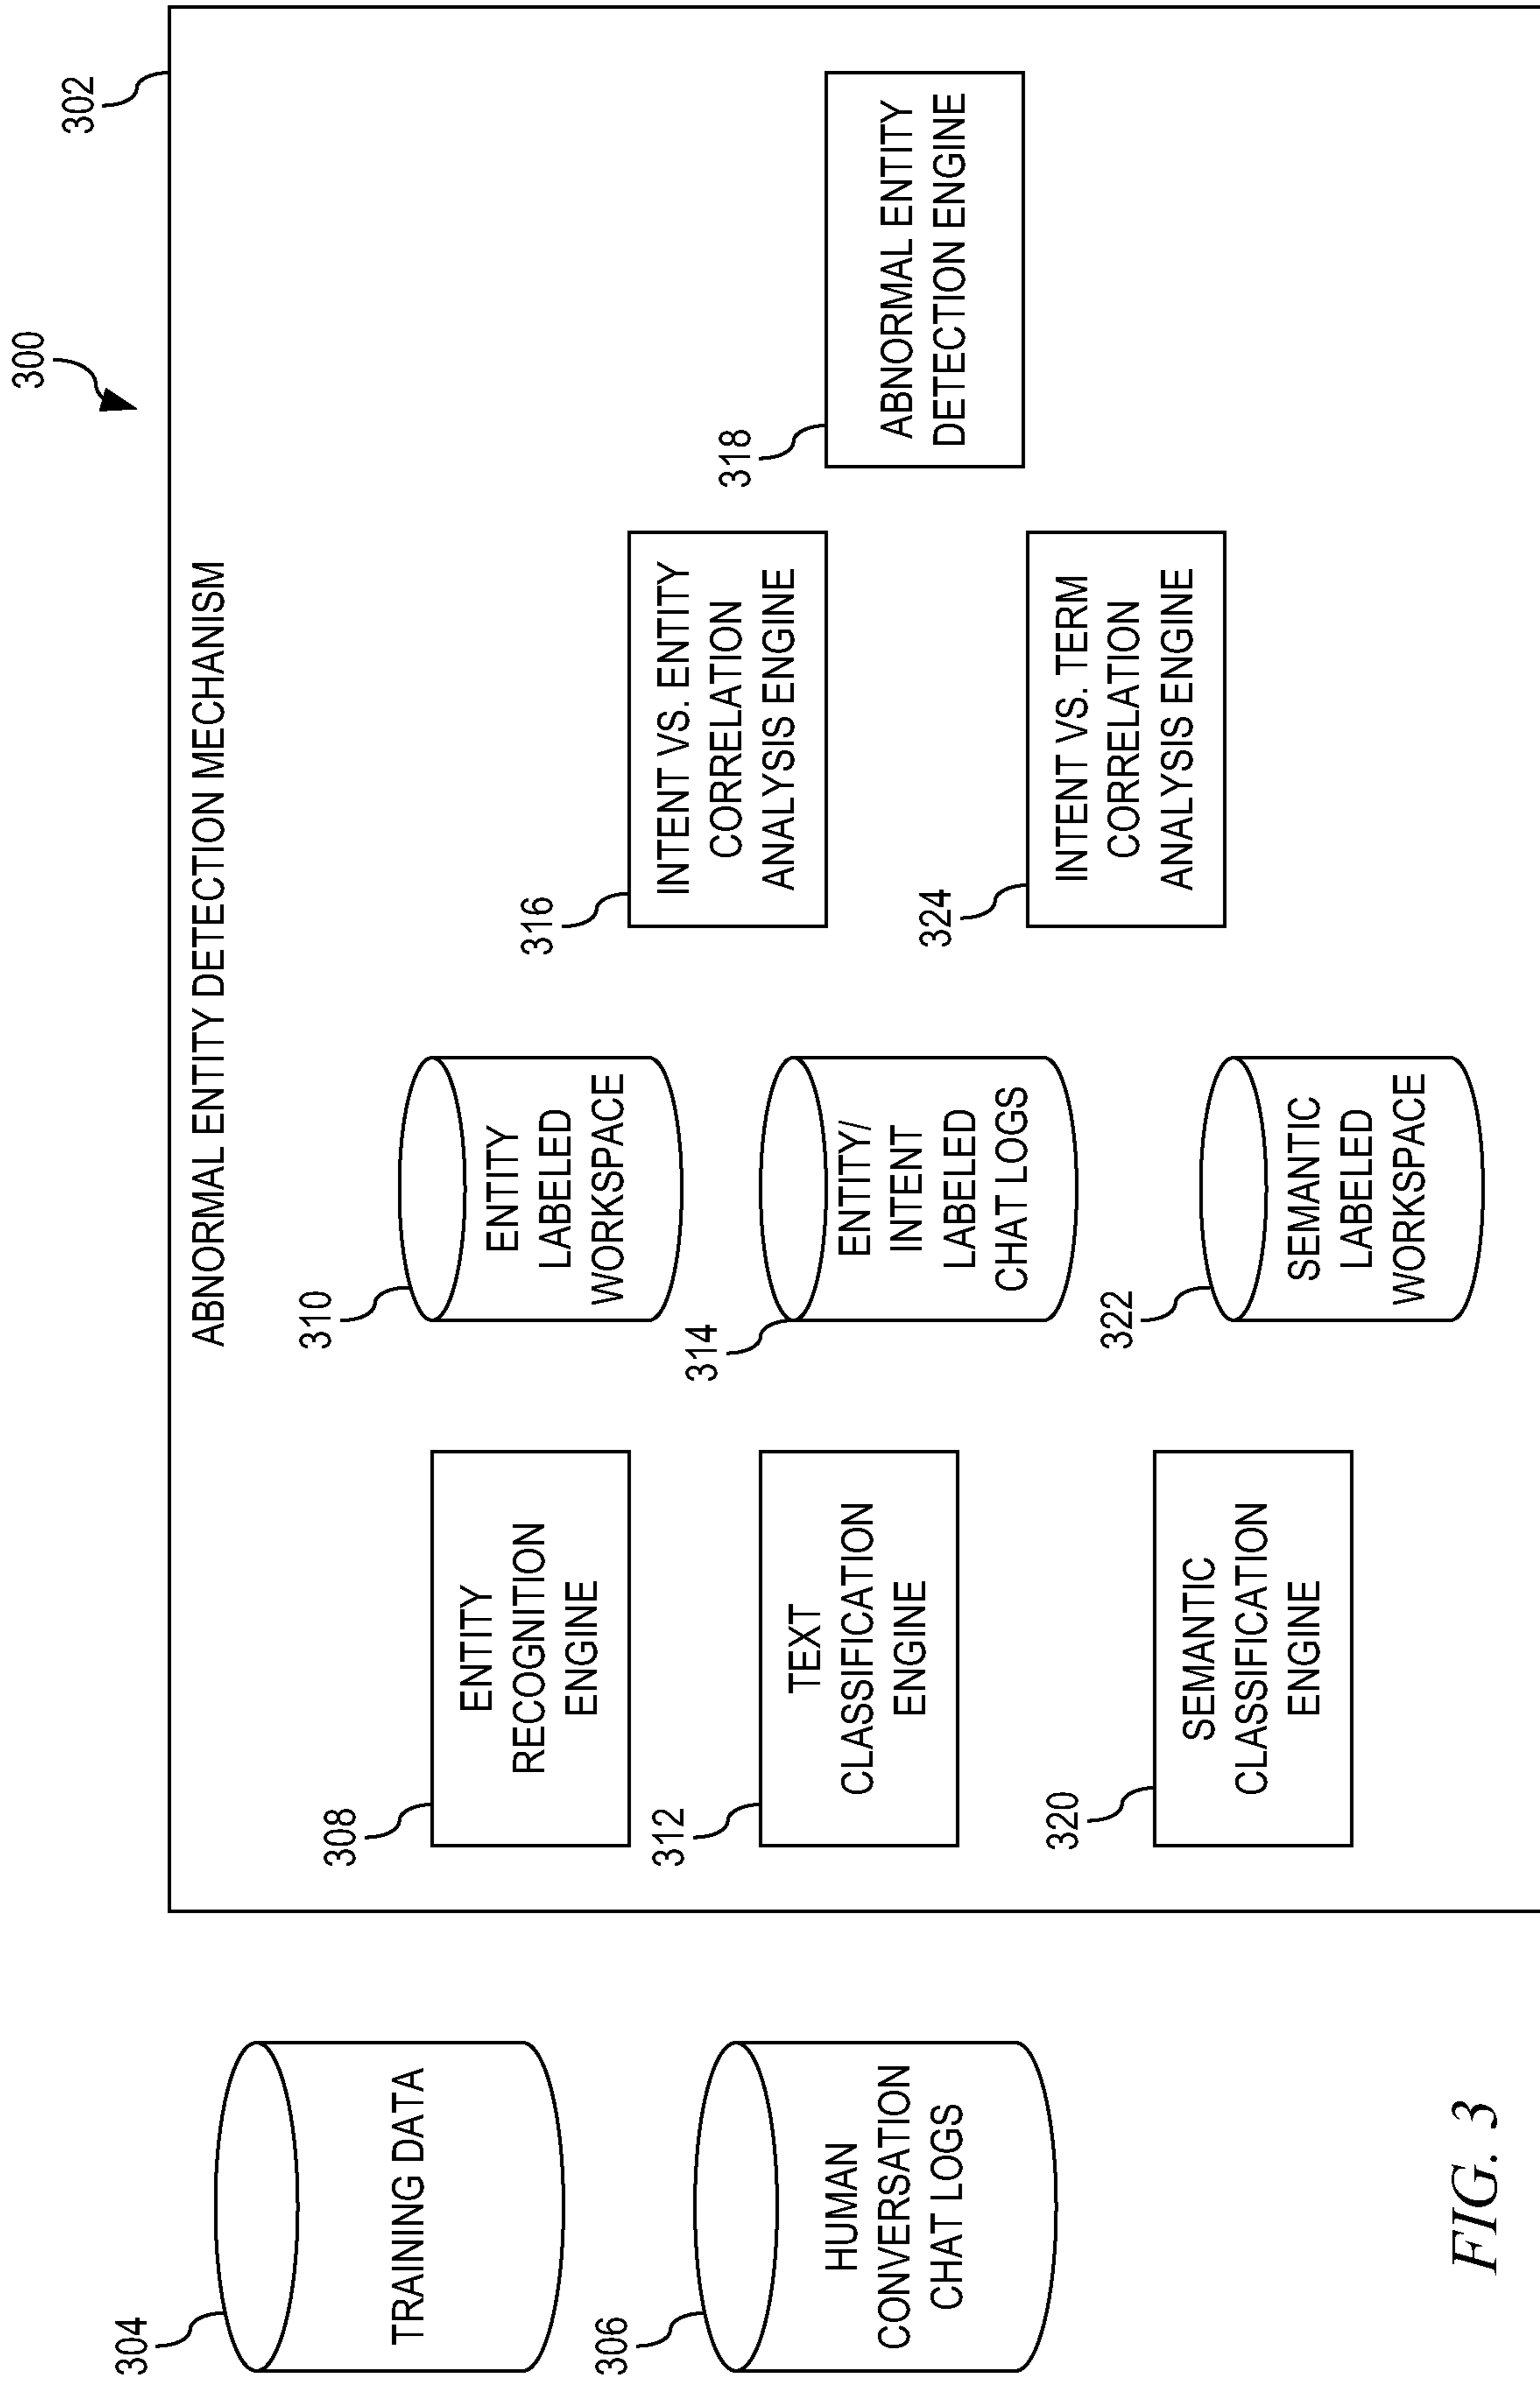 300
302
ABNORMAL ENTITY DETECTION MECHANISM
304
TRAINING DATA
306
HUMAN
CONVERSATION
CHAT LOGS
308
ENTITY
RECOGNITION
ENGINE
312
TEXT
CLASSIFICATION
ENGINE
320
SEMANTIC
CLASSIFICATION
ENGINE
310
ENTITY
LABELED
WORKSPACE
314
ENTITY/
INTENT
LABELED
CHAT LOGS
322
SEMANTIC
LABELED
WORKSPACE
316
INTENT VS. ENTITY
CORRELATION
ANALYSIS ENGINE
324
INTENT VS. TERM
CORRELATION
ANALYSIS ENGINE
318
ABNORMAL ENTITY
DETECTION ENGINE
FIG. 3